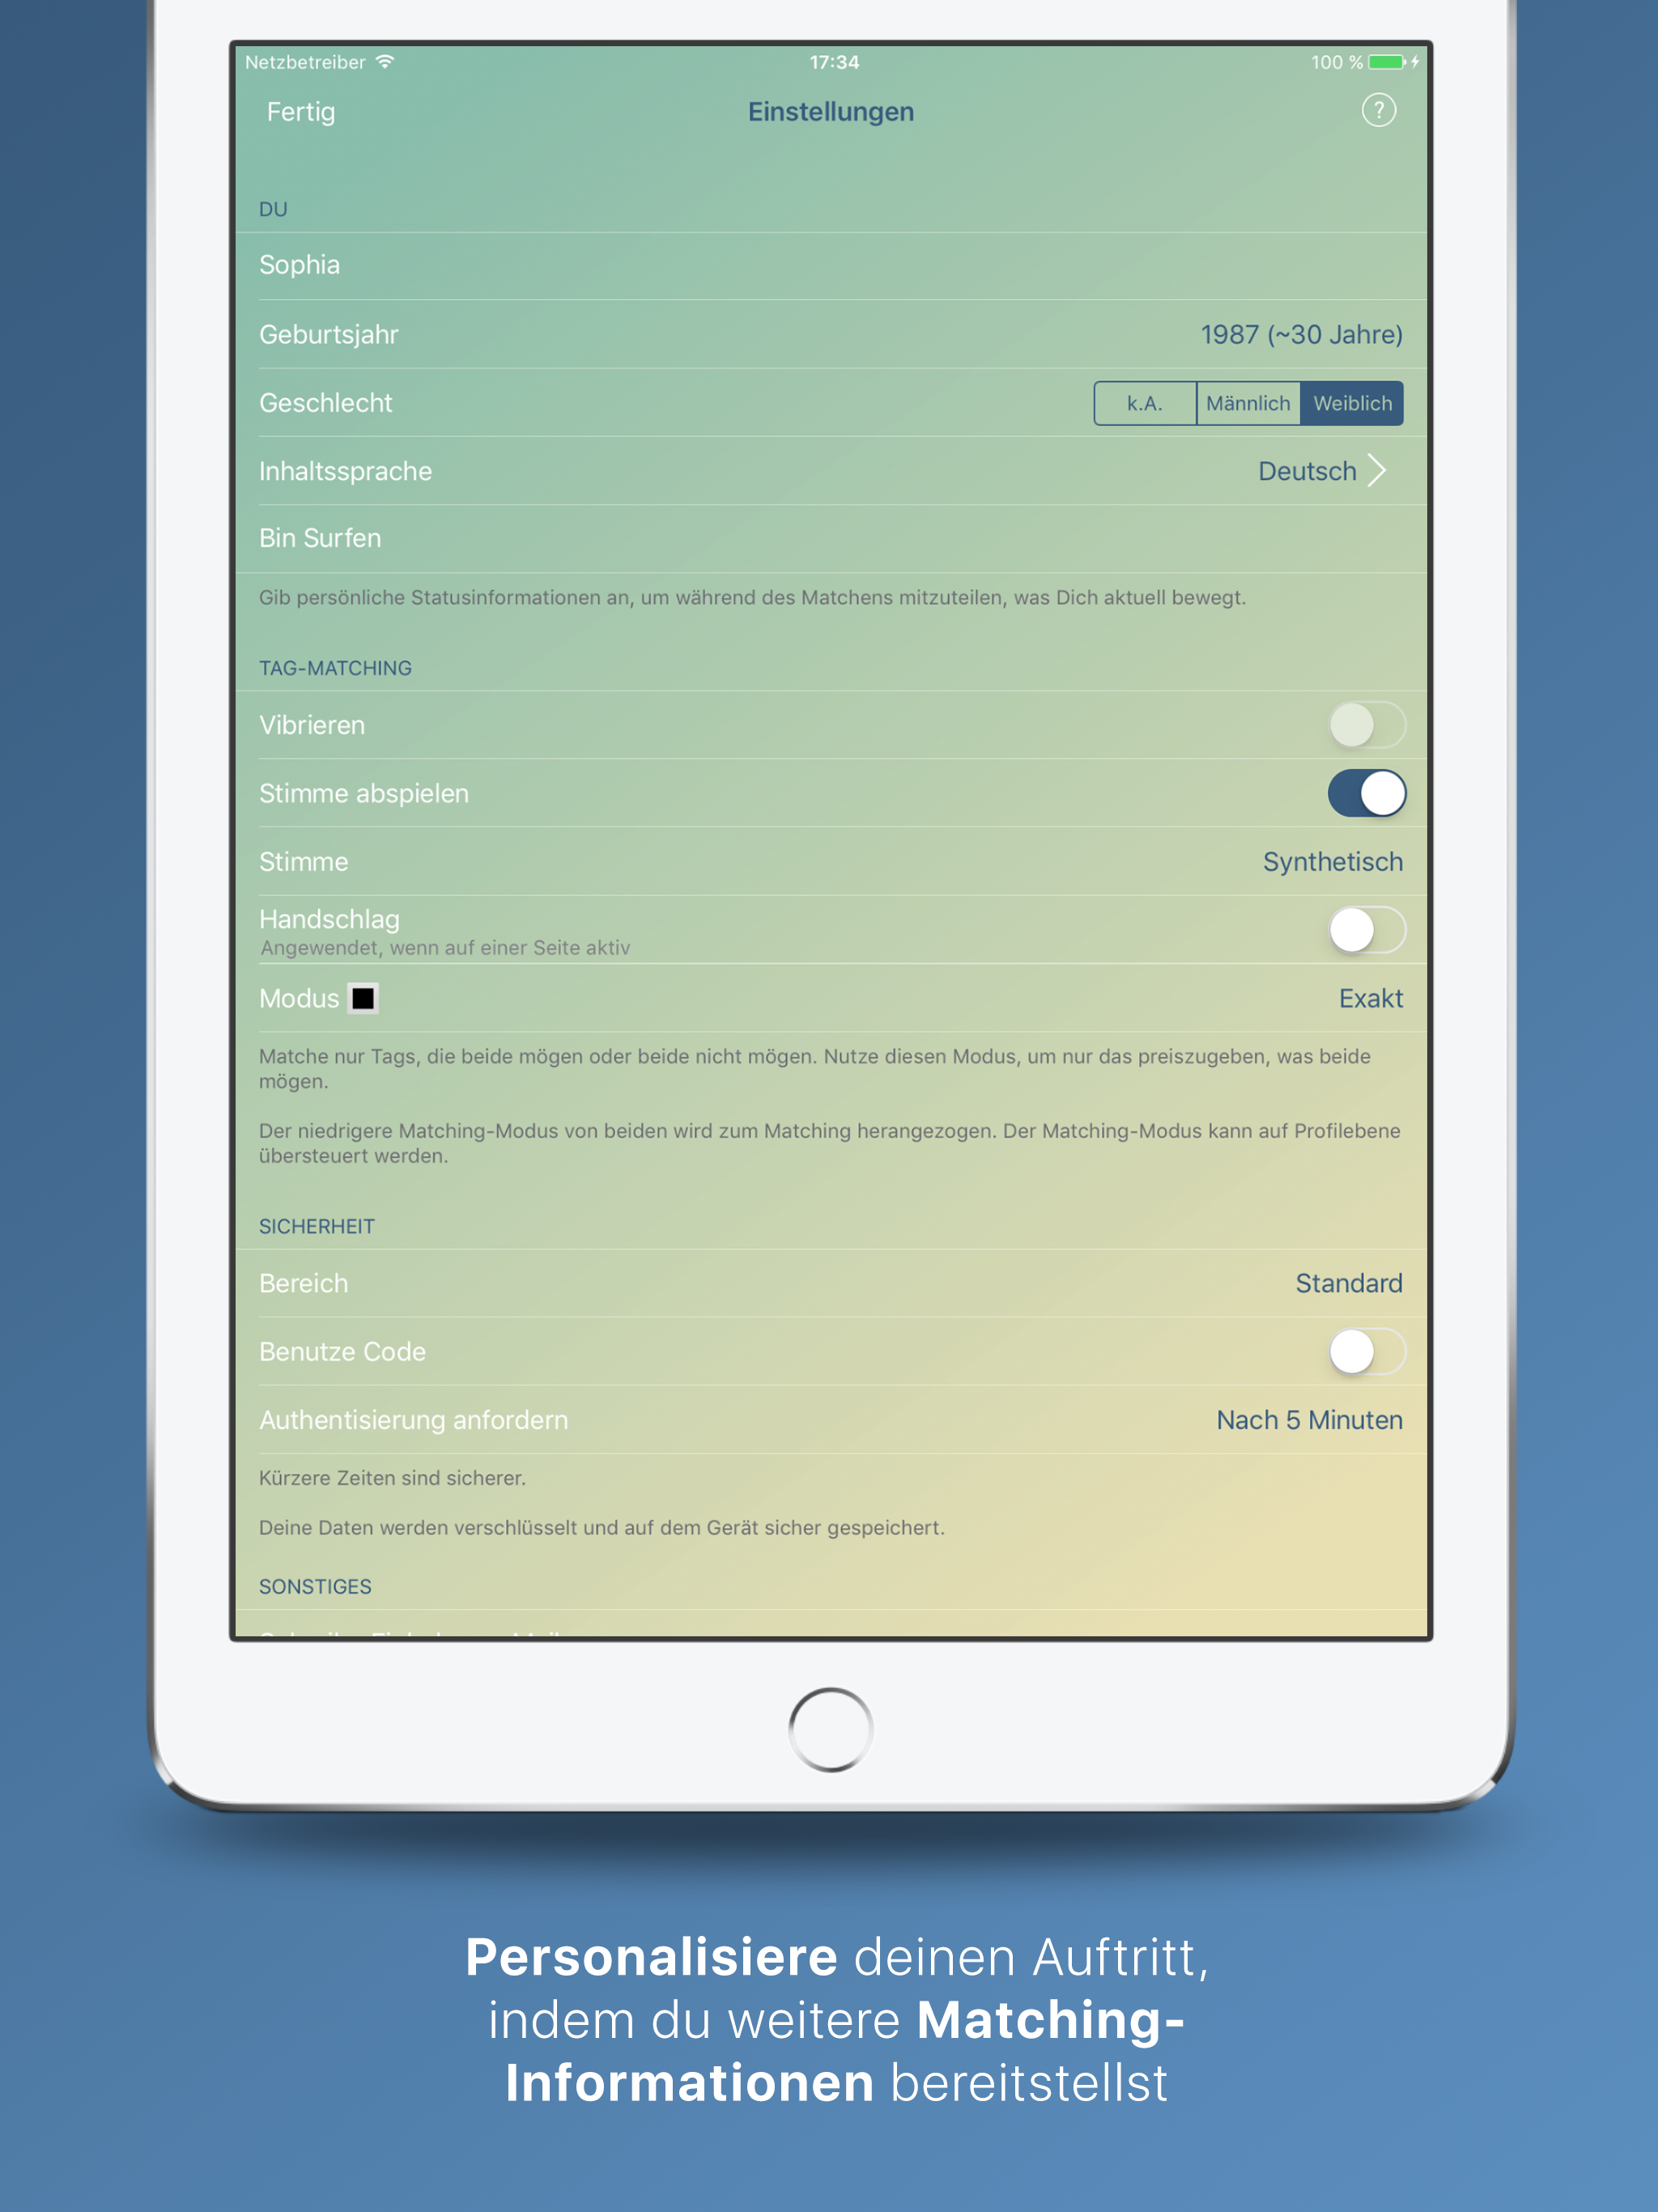 Netzbetreiber 17:34 100 %
Fertig Einstellungen ?
DU
Sophia
Geburtsjahr 1987 (~30 Jahre)
Geschlecht k.A. Männlich Weiblich
Inhaltssprache Deutsch
Bin Surfen
Gib persönliche Statusinformationen an, um während des Matchens mitzuteilen, was Dich aktuell bewegt.
TAG-MATCHING
Vibrieren
Stimme abspielen
Stimme Synthetisch
Handschlag
Angewendet, wenn auf einer Seite aktiv
Modus Exakt
Matche nur Tags, die beide mögen oder beide nicht mögen. Nutze diesen Modus, um nur das preiszugeben, was beide
mögen.
Der niedrigere Matching-Modus von beiden wird zum Matching herangezogen. Der Matching-Modus kann auf Profilebene
übersteuert werden.
SICHERHEIT
Bereich Standard
Benutze Code
Authentisierung anfordern Nach 5 Minuten
Kürzere Zeiten sind sicherer.
Deine Daten werden verschlüsselt und auf dem Gerät sicher gespeichert.
SONSTIGES
Personalisiere deinen Auftritt,
indem du weitere Matching-
Informationen bereitstellst